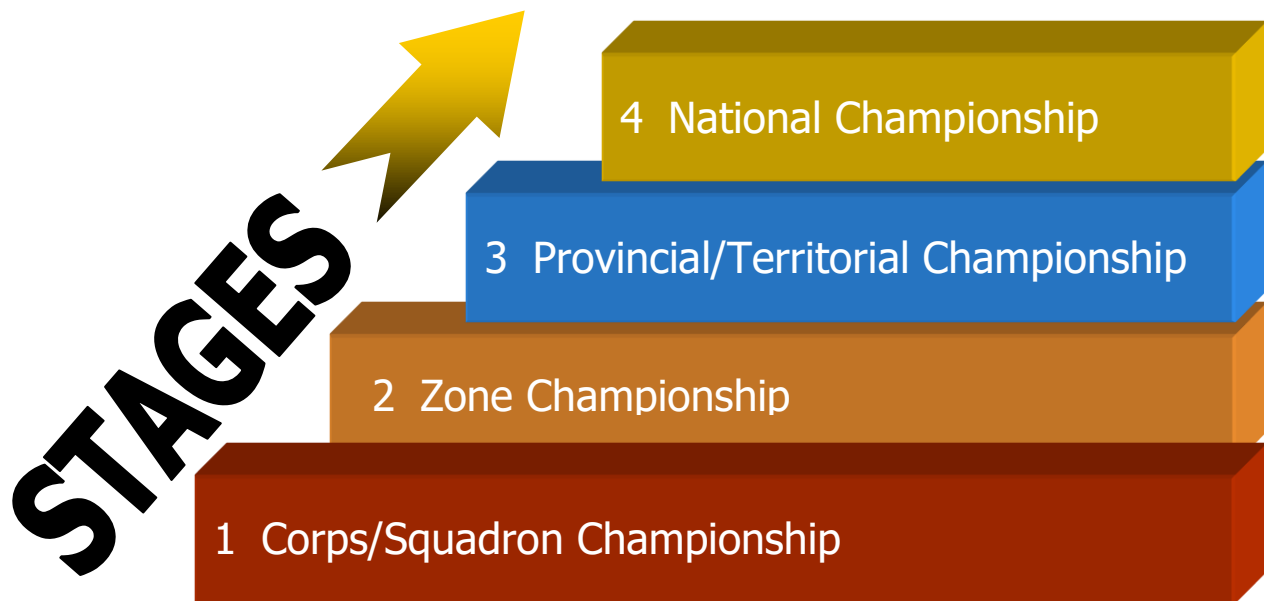 STAGES
4 National Championship
3 Provincial/Territorial Championship
2 Zone Championship
1 Corps/Squadron Championship